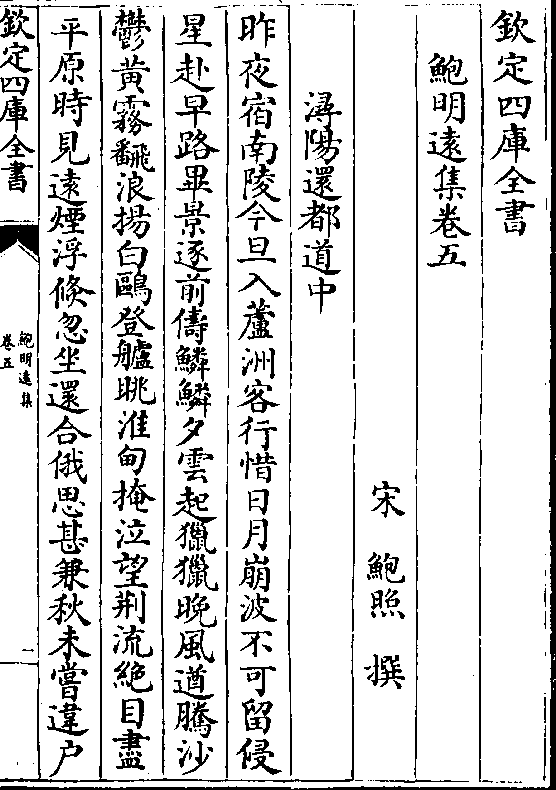 欽定四庫全書
鮑明遠集卷五
宋 鮑照 撰
潯陽還都道中
昨夜宿南陵今旦入蘆洲客行惜日月崩波不可留侵
星赴早路畢景逐前儔鱗鱗夕雲起獵獵晚風遒騰沙
鬱黃霧飜浪揚白鷗登艫眺淮甸掩泣望荆流絶目盡
平原時見遠煙浮倐忽坐還合俄思甚兼秋未嘗違户
欽定四庫全書
鮑明遠集
卷五
一